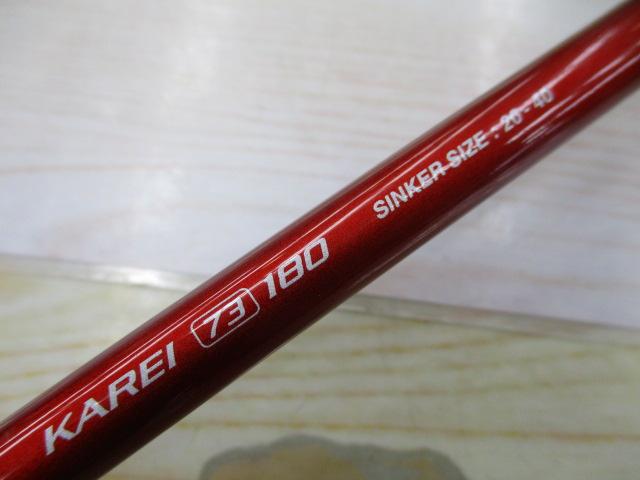 KAREI 73 180
SINKER SIZE : 20 - 40